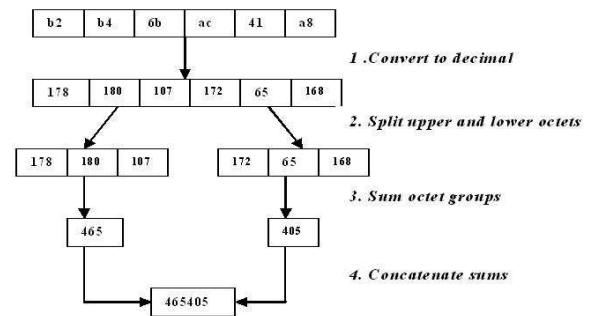 b2 b4 6b ac 41 a8
1 .Convert to decimal
178 180 107 172 65 168
2. Split upper and lower octets
178 180 107 172 65 168
3. Sum octet groups
465 405
4. Concatenate sums
465405